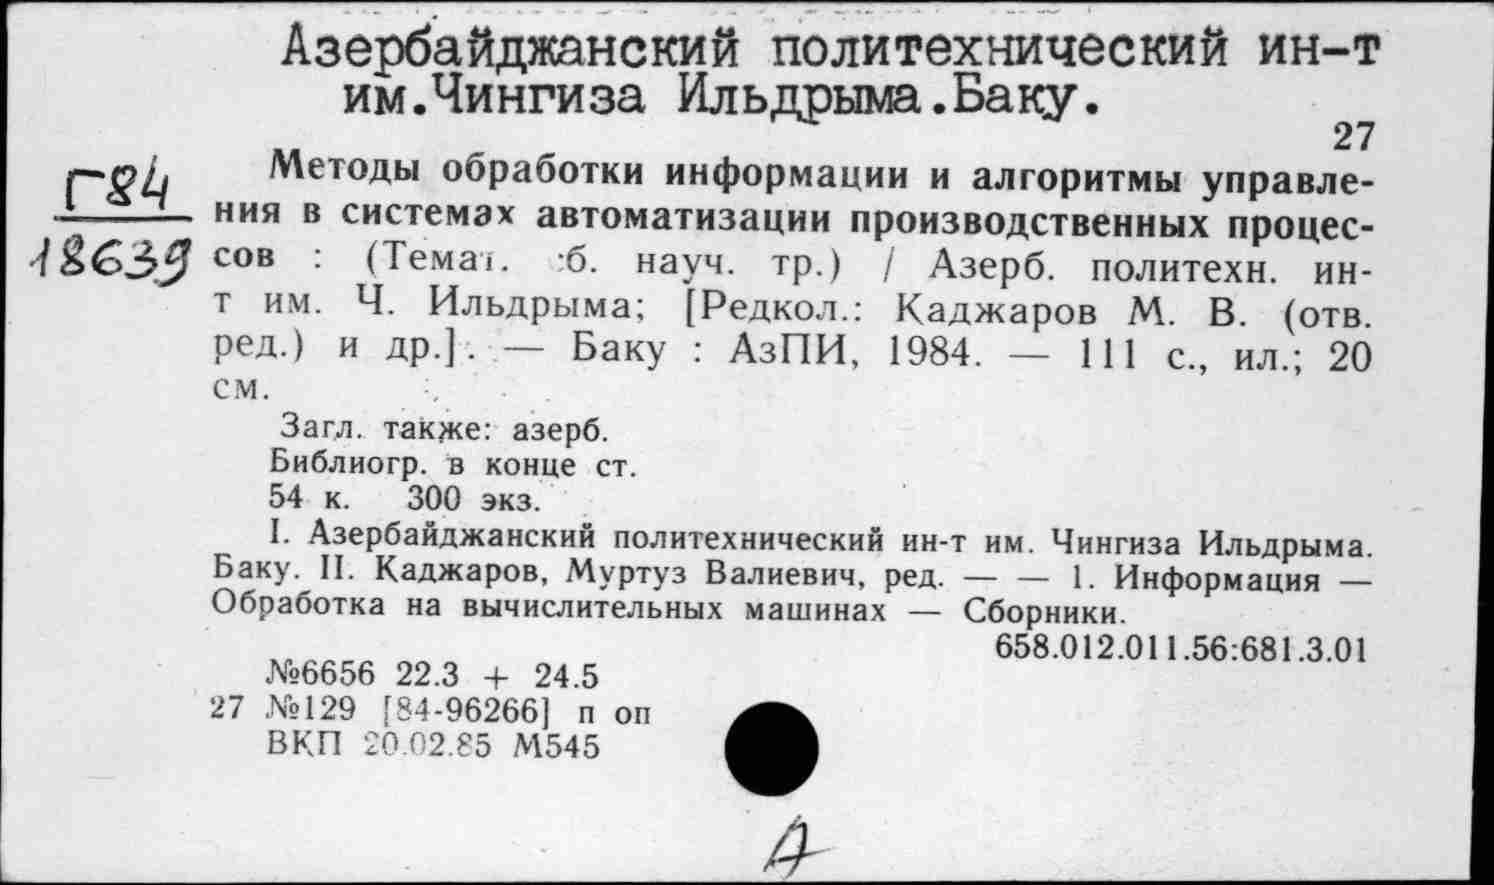 Азербайджанский политехнический ин-т
им.Чингиза Ильдрыма.Баку.
27
Г84
18639
Методы обработки информации и алгоритмы управле-
ния в системах автоматизации производственных процес-
сов : (Темат. сб. науч. тр.) / Азерб. политехн. ин-
т им. Ч. Ильдрыма; [Редкол.: Каджаров М. В. (отв.
ред.) и др.]. — Баку : АзПИ, 1984. — 111 с., ил.; 20
см.
Загл. также: азерб.
Библиогр. в конце ст.
54 к. 300 экз.
I. Азербайджанский политехнический ин-т им. Чингиза Ильдрыма.
Баку. II. Каджаров, Муртуз Валиевич, ред. — — 1. Информация —
Обработка на вычислительных машинах — Сборники.
658.012.011.56:681.3.01
№6656 22.3 + 24.5
27 №129 [84-96266] п оп
ВКП 20.02.85 М545